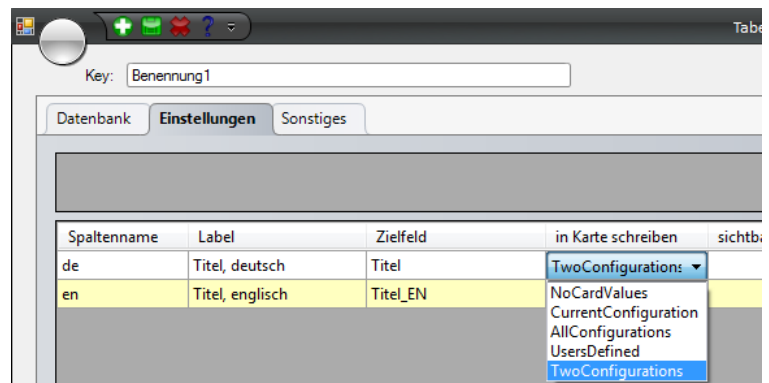 Tabe
Key: Benennung1
Datenbank Einstellungen Sonstiges
Spaltenname Label Zielfeld in Karte schreiben sichtba
de Titel, deutsch Titel TwoConfigurations
en Titel, englisch Titel_EN
NoCardValues
CurrentConfiguration
AllConfigurations
UsersDefined
TwoConfigurations